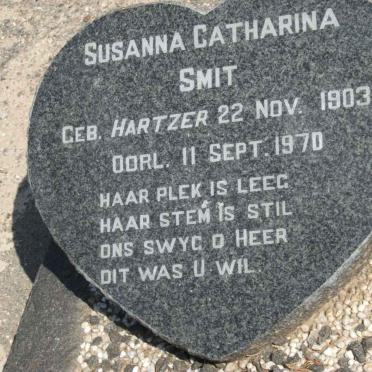 SUSANNA CATHARINA
SMIT
GEB. HARTZER 22 NOV. 1903
OORL. 11 SEPT. 1970
HAAR PLEK IS LEEG
HAAR STEM IS STIL
ONS SWYG O HEER
DIT WAS U WIL.